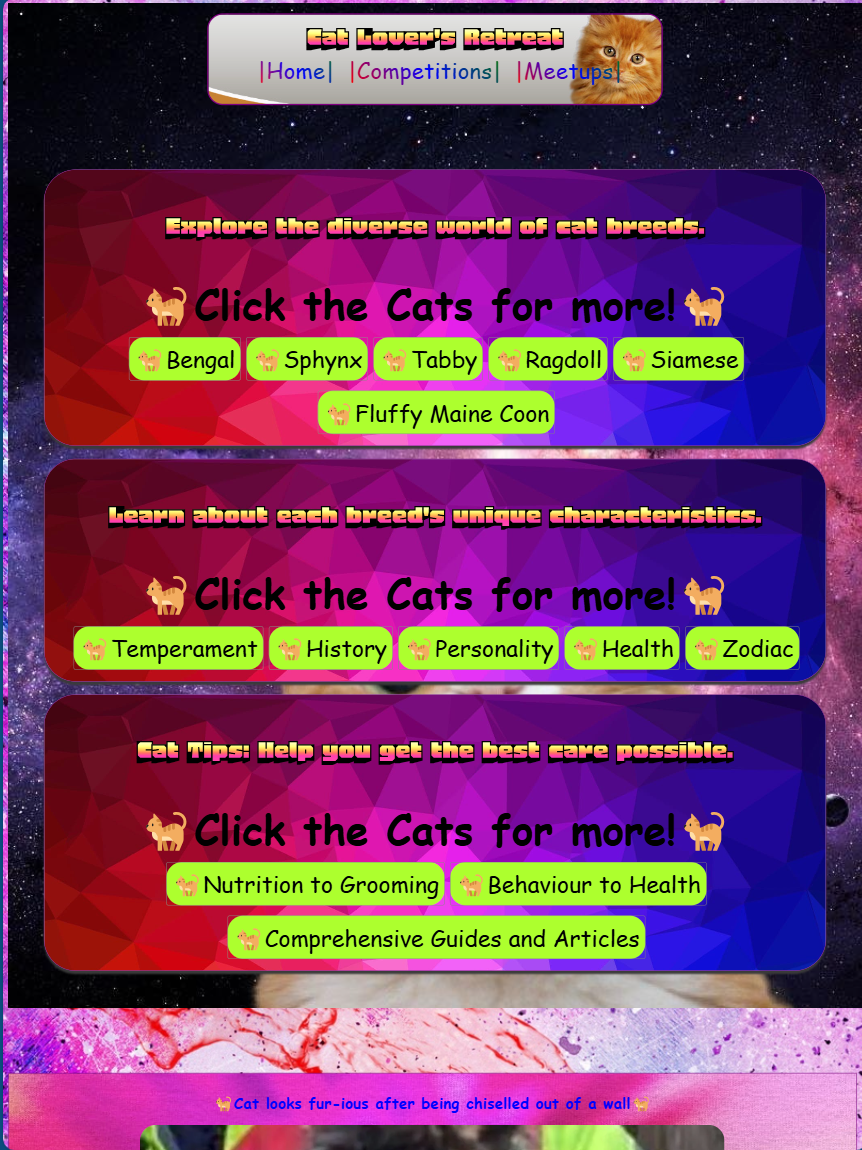 Cat Lover's Retreat
|Home| |Competitions| |Meetups|
Explore the diverse world of cat breeds.
🐈Click the Cats for more!🐈
🐈Bengal 🐈Sphynx 🐈Tabby 🐈Ragdoll 🐈Siamese
🐈Fluffy Maine Coon
Learn about each breed's unique characteristics.
🐈Click the Cats for more!🐈
🐈Temperament 🐈History 🐈Personality 🐈Health 🐈Zodiac
Cat Tips: Help you get the best care possible.
🐈Click the Cats for more!🐈
🐈Nutrition to Grooming 🐈Behaviour to Health
🐈Comprehensive Guides and Articles
🐈Cat looks fur-ious after being chiselled out of a wall🐈